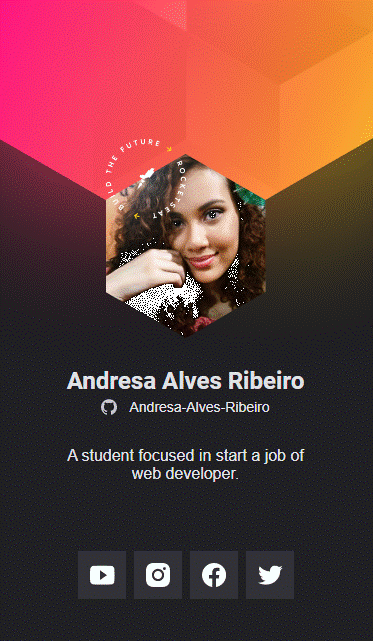 BUILD THE FUTURE
ROCKETSEAT
Andresa Alves Ribeiro
Andresa-Alves-Ribeiro
A student focused in start a job of
web developer.